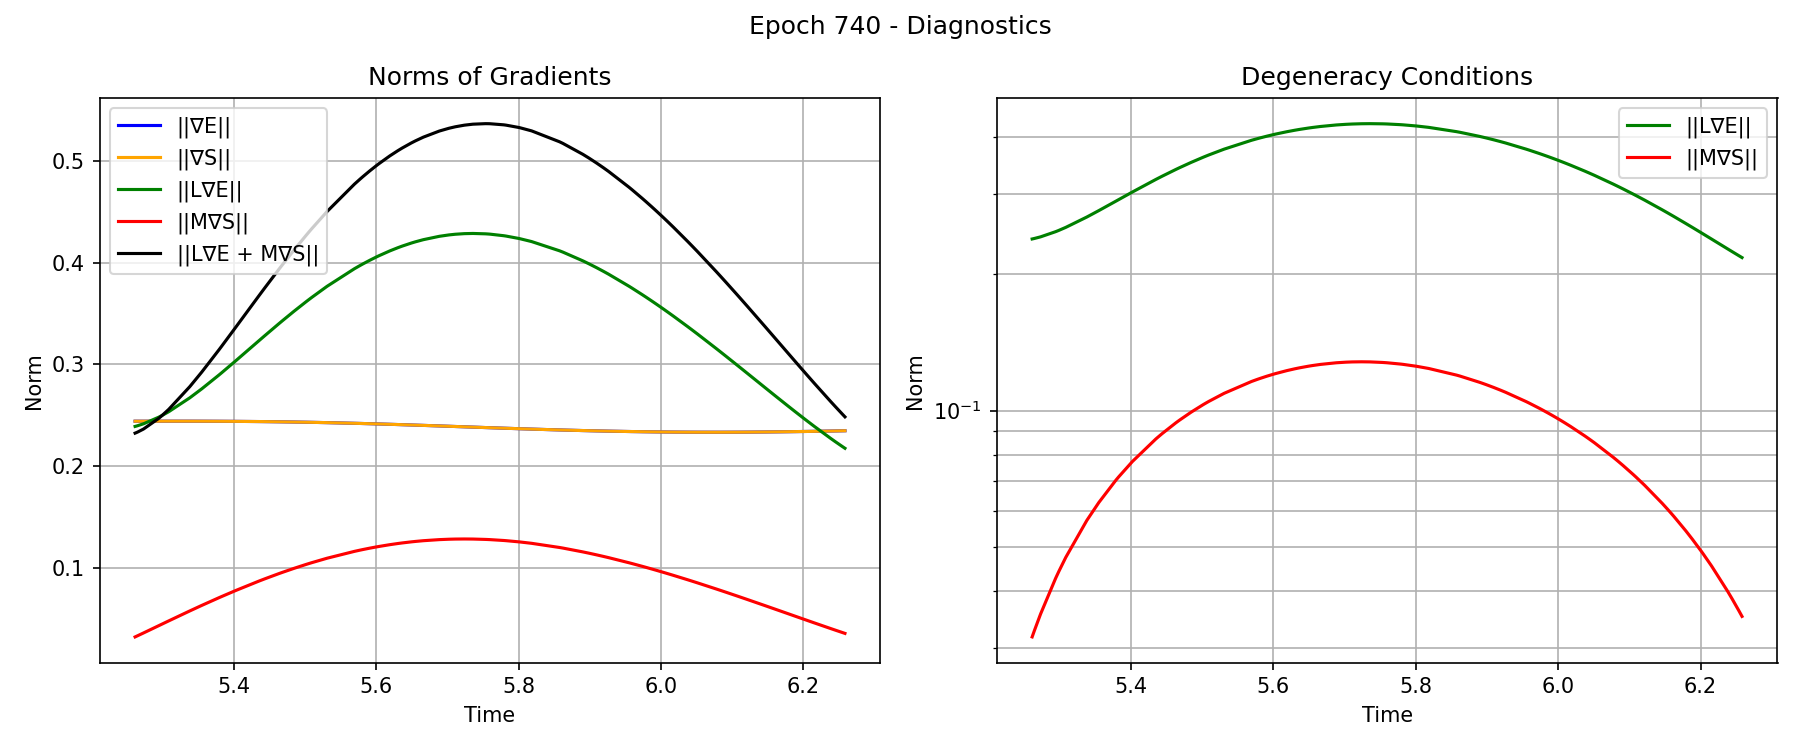 Epoch 740 - Diagnostics
Norms of Gradients
||∇E||
||∇S||
||L∇E||
||M∇S||
||L∇E + M∇S||
Norm
0.5
0.4
0.3
0.2
0.1
5.4 5.6 5.8 6.0 6.2
Time
Degeneracy Conditions
||L∇E||
||M∇S||
Norm
10⁻¹
5.4 5.6 5.8 6.0 6.2
Time